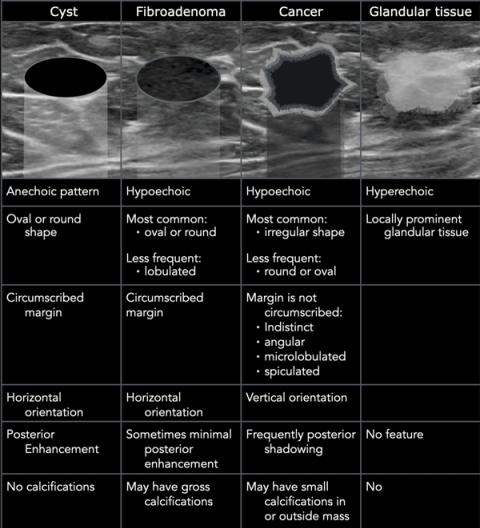 Cyst
Fibroadenoma
Cancer
Glandular tissue
Anechoic pattern
Hypoechoic
Hypoechoic
Hyperechoic
Oval or round
shape
Most common:
• oval or round
Less frequent:
• lobulated
Most common:
• irregular shape
Less frequent:
• round or oval
Locally prominent
glandular tissue
Circumscribed
margin
Circumscribed
margin
Margin is not
circumscribed:
• Indistinct
• angular
• microlobulated
• spiculated
Horizontal
orientation
Horizontal
orientation
Vertical orientation
Posterior
Enhancement
Sometimes minimal
posterior
enhancement
Frequently posterior
shadowing
No feature
No calcifications
May have gross
calcifications
May have small
calcifications in
or outside mass
No